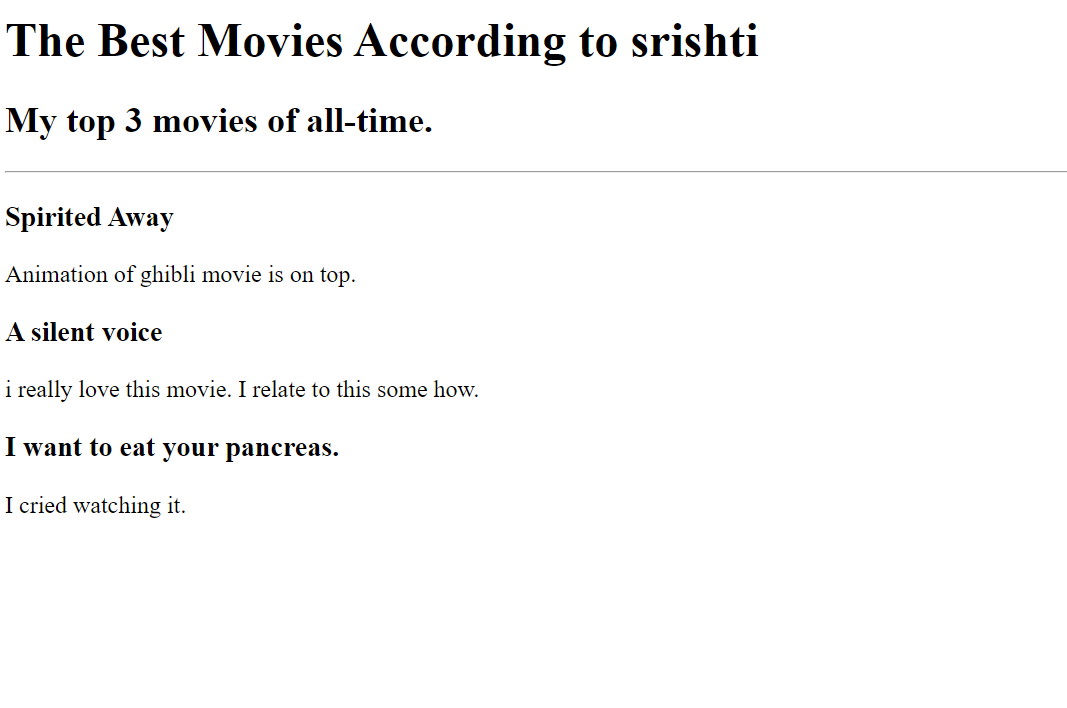 The Best Movies According to srishti
My top 3 movies of all-time.
Spirited Away
Animation of ghibli movie is on top.
A silent voice
i really love this movie. I relate to this some how.
I want to eat your pancreas.
I cried watching it.